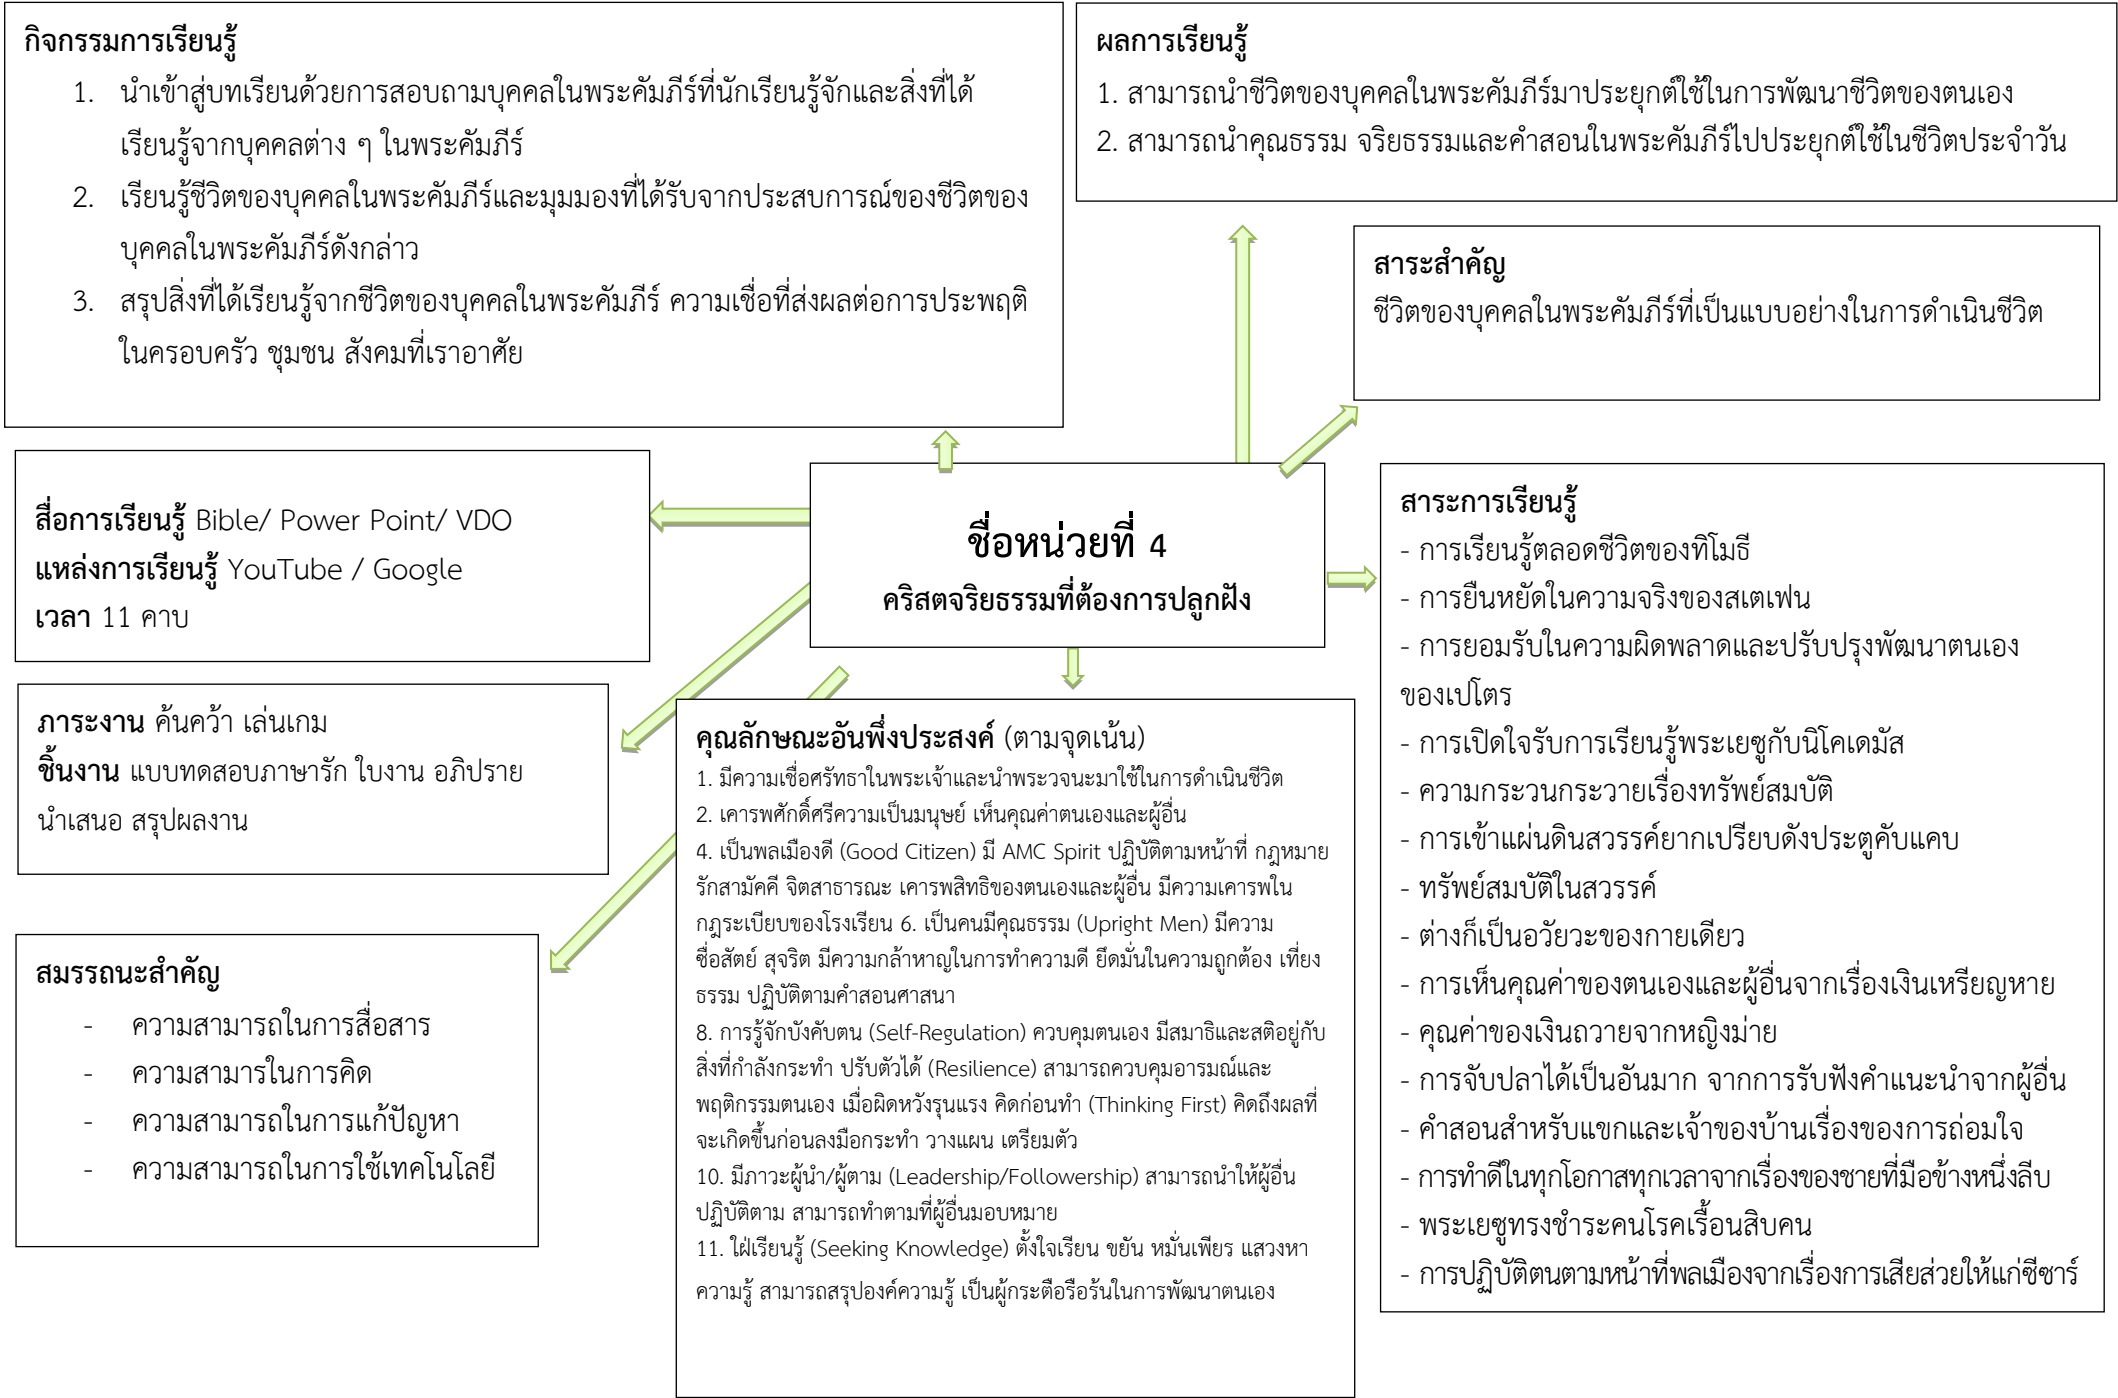 กิจกรรมการเรียนรู้
1. นำเข้าสู่บทเรียนด้วยการสอบถามบุคคลในพระคัมภีร์ที่นักเรียนรู้จักและสิ่งที่ได้
เรียนรู้จากบุคคลต่าง ๆ ในพระคัมภีร์
2. เรียนรู้ชีวิตของบุคคลในพระคัมภีร์และมุมมองที่ได้รับจากประสบการณ์ของชีวิตของ
บุคคลในพระคัมภีร์ดังกล่าว
3. สรุปสิ่งที่ได้เรียนรู้จากชีวิตของบุคคลในพระคัมภีร์ ความเชื่อที่ส่งผลต่อการประพฤติ
ในครอบครัว ชุมชน สังคมที่เราอาศัย
ผลการเรียนรู้
1. สามารถนำชีวิตของบุคคลในพระคัมภีร์มาประยุกต์ใช้ในการพัฒนาชีวิตของตนเอง
2. สามารถนำคุณธรรม จริยธรรมและคำสอนในพระคัมภีร์ไปประยุกต์ใช้ในชีวิตประจำวัน
สาระสำคัญ
ชีวิตของบุคคลในพระคัมภีร์ที่เป็นแบบอย่างในการดำเนินชีวิต
สื่อการเรียนรู้ Bible/ Power Point/ VDO
แหล่งการเรียนรู้ YouTube / Google
เวลา 11 คาบ
ชื่อหน่วยที่ 4
คริสตจริยธรรมที่ต้องการปลูกฝัง
สาระการเรียนรู้
- การเรียนรู้ตลอดชีวิตของทิโมธี
- การยืนหยัดในความจริงของสเตเฟน
- การยอมรับในความผิดพลาดและปรับปรุงพัฒนาตนเอง
ของเปโตร
- การเปิดใจรับการเรียนรู้พระเยซูกับนิโคเดมัส
- ความกระวนกระวายเรื่องทรัพย์สมบัติ
- การเข้าแผ่นดินสวรรค์ยากเปรียบดังประตูคับแคบ
- ทรัพย์สมบัติในสวรรค์
- ต่างก็เป็นอวัยวะของกายเดียว
- การเห็นคุณค่าของตนเองและผู้อื่นจากเรื่องเงินเหรียญหาย
- คุณค่าของเงินถวายจากหญิงม่าย
- การจับปลาได้เป็นอันมาก จากการรับฟังคำแนะนำจากผู้อื่น
- คำสอนสำหรับแขกและเจ้าของบ้านเรื่องของการถ่อมใจ
- การทำดีในทุกโอกาสทุกเวลาจากเรื่องของชายที่มือข้างหนึ่งลีบ
- พระเยซูทรงชำระคนโรคเรื้อนสิบคน
- การปฏิบัติตนตามหน้าที่พลเมืองจากเรื่องการเสียส่วยให้แก่ซีซาร์
ภาระงาน ค้นคว้า เล่นเกม
ชิ้นงาน แบบทดสอบภาษารัก ใบงาน อภิปราย
นำเสนอ สรุปผลงาน
คุณลักษณะอันพึ่งประสงค์ (ตามจุดเน้น)
1. มีความเชื่อศรัทธาในพระเจ้าและนำพระวจนะมาใช้ในการดำเนินชีวิต
2. เคารพศักดิ์ศรีความเป็นมนุษย์ เห็นคุณค่าตนเองและผู้อื่น
4. เป็นพลเมืองดี (Good Citizen) มี AMC Spirit ปฏิบัติตามหน้าที่ กฎหมาย
รักสามัคคี จิตสาธารณะ เคารพสิทธิของตนเองและผู้อื่น มีความเคารพใน
กฎระเบียบของโรงเรียน 6. เป็นคนมีคุณธรรม (Upright Men) มีความ
ซื่อสัตย์ สุจริต มีความกล้าหาญในการทำความดี ยึดมั่นในความถูกต้อง เที่ยง
ธรรม ปฏิบัติตามคำสอนศาสนา
8. การรู้จักบังคับตน (Self-Regulation) ควบคุมตนเอง มีสมาธิและสติอยู่กับ
สิ่งที่กำลังกระทำ ปรับตัวได้ (Resilience) สามารถควบคุมอารมณ์และ
พฤติกรรมตนเอง เมื่อผิดหวังรุนแรง คิดก่อนทำ (Thinking First) คิดถึงผลที่
จะเกิดขึ้นก่อนลงมือกระทำ วางแผน เตรียมตัว
10. มีภาวะผู้นำ/ผู้ตาม (Leadership/Followership) สามารถนำให้ผู้อื่น
ปฏิบัติตาม สามารถทำตามที่ผู้อื่นมอบหมาย
11. ใฝ่เรียนรู้ (Seeking Knowledge) ตั้งใจเรียน ขยัน หมั่นเพียร แสวงหา
ความรู้ สามารถสรุปองค์ความรู้ เป็นผู้กระตือรือร้นในการพัฒนาตนเอง
สมรรถนะสำคัญ
- ความสามารถในการสื่อสาร
- ความสามารในการคิด
- ความสามารถในการแก้ปัญหา
- ความสามารถในการใช้เทคโนโลยี